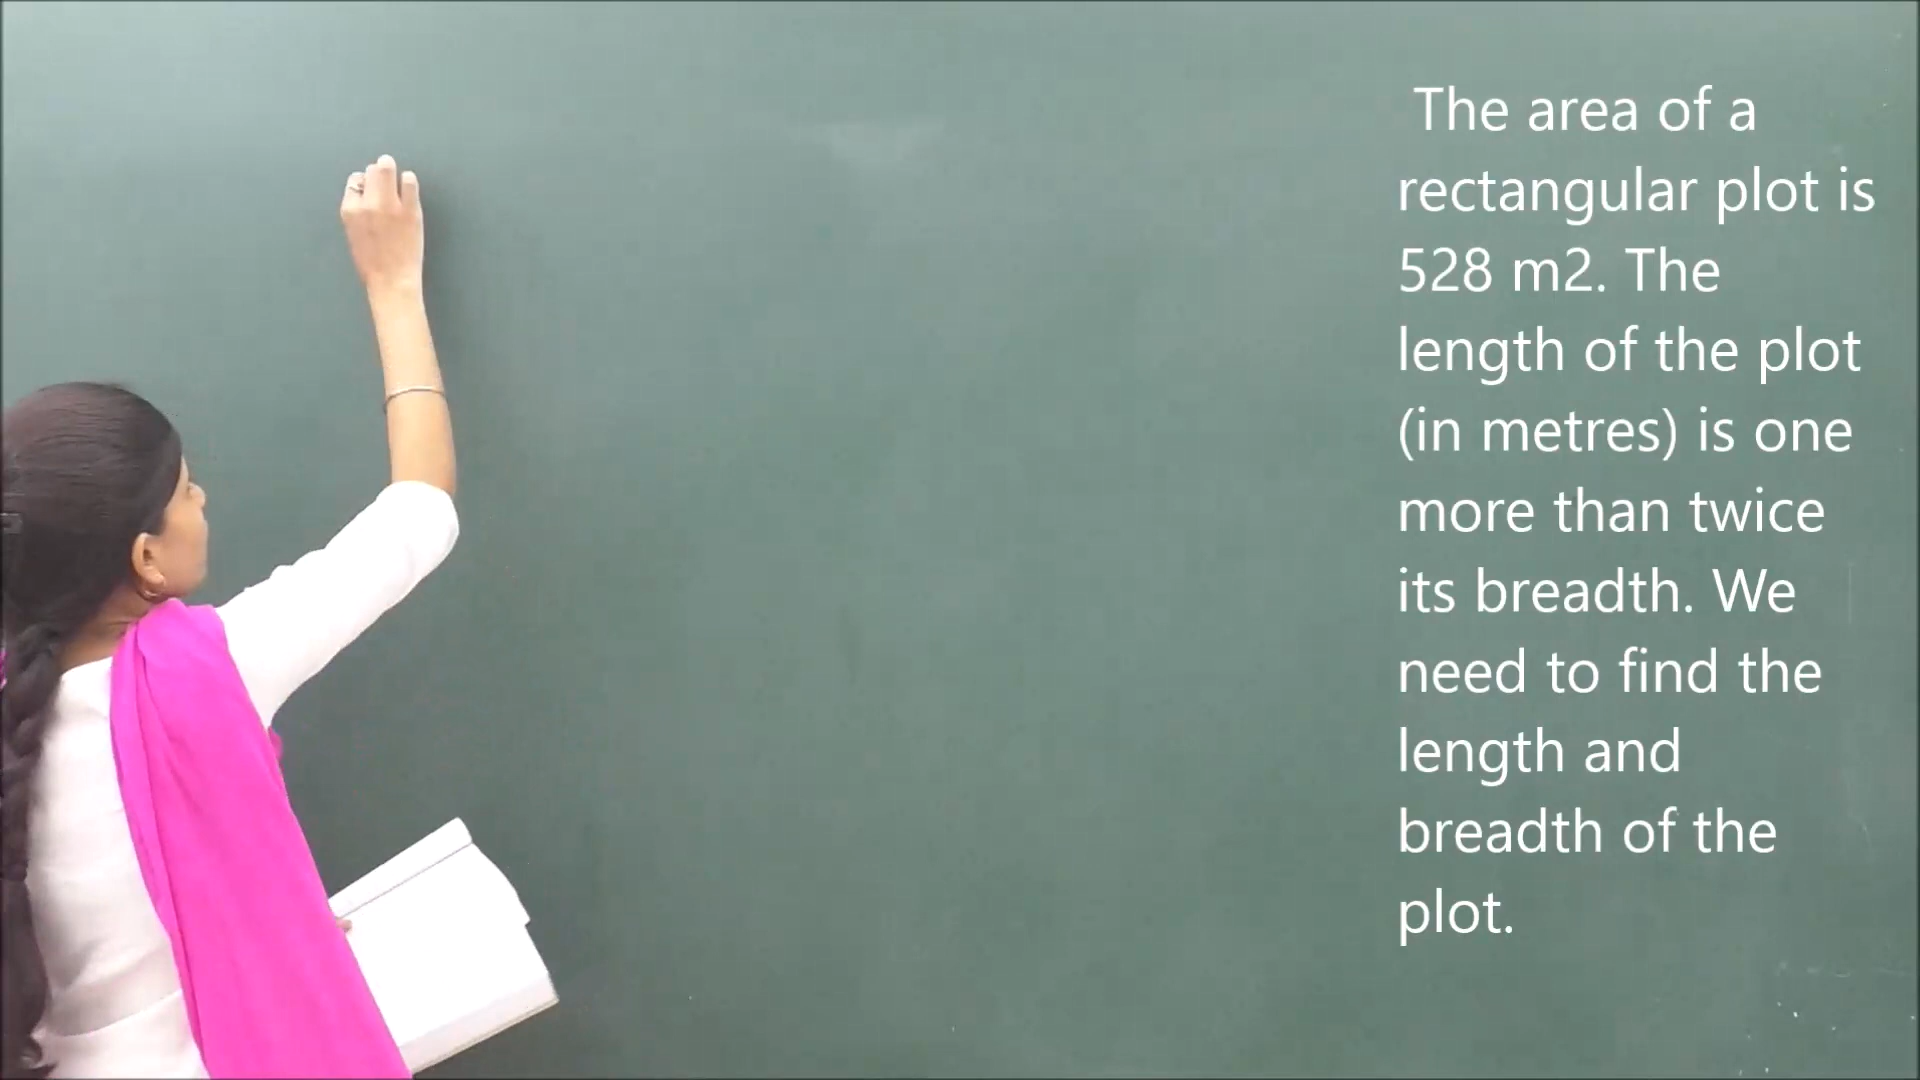 The area of a
rectangular plot is
528 m2. The
length of the plot
(in metres) is one
more than twice
its breadth. We
need to find the
length and
breadth of the
plot.